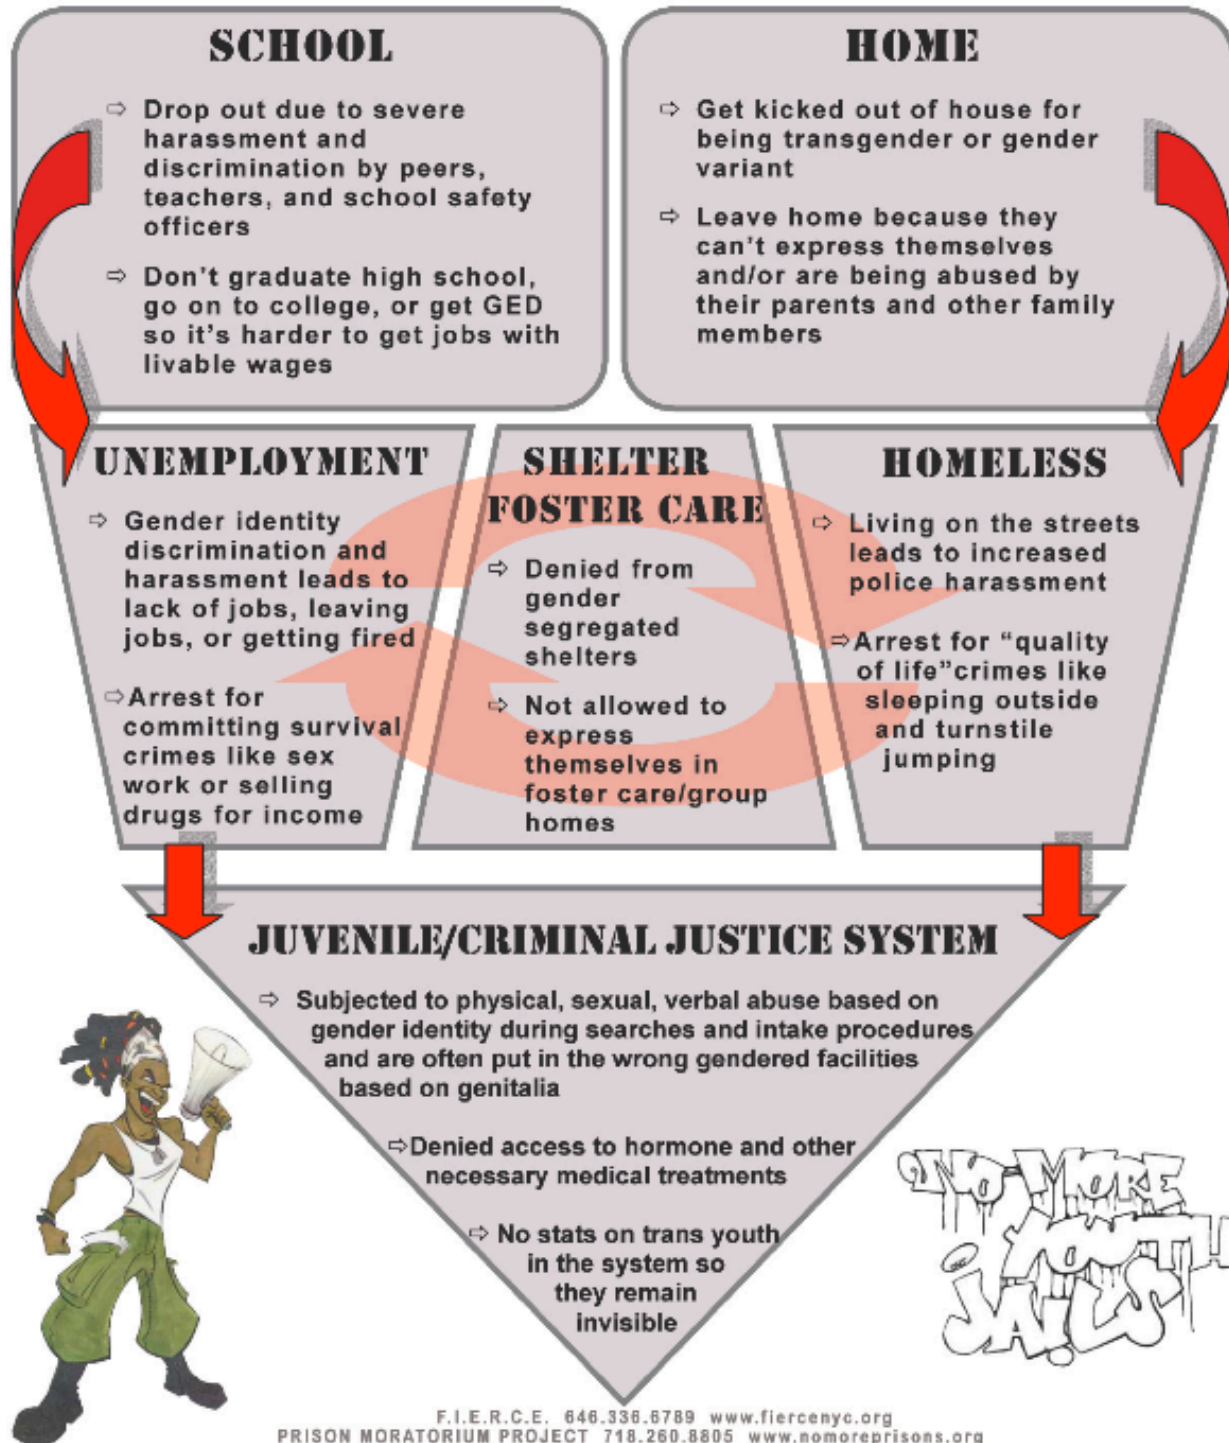 SCHOOL
⇨ Drop out due to severe
harassment and
discrimination by peers,
teachers, and school safety
officers
⇨ Don't graduate high school,
go on to college, or get GED
so it's harder to get jobs with
livable wages
HOME
⇨ Get kicked out of house for
being transgender or gender
variant
⇨ Leave home because they
can't express themselves
and/or are being abused by
their parents and other family
members
UNEMPLOYMENT
⇨ Gender identity
discrimination and
harassment leads to
lack of jobs, leaving
jobs, or getting fired
⇨Arrest for
committing survival
crimes like sex
work or selling
drugs for income
SHELTER
FOSTER CARE
⇨ Denied from
gender
segregated
shelters
⇨ Not allowed to
express
themselves in
foster care/group
homes
HOMELESS
⇨ Living on the streets
leads to increased
police harassment
⇨Arrest for “quality
of life”crimes like
sleeping outside
and turnstile
jumping
JUVENILE/CRIMINAL JUSTICE SYSTEM
⇨ Subjected to physical, sexual, verbal abuse based on
gender identity during searches and intake procedures
and are often put in the wrong gendered facilities
based on genitalia
⇨Denied access to hormone and other
necessary medical treatments
⇨ No stats on trans youth
in the system so
they remain
invisible
NO MORE
YOUTH
JAILS
F.I.E.R.C.E. 646.336.6789 www.fiercenyc.org
PRISON MORATORIUM PROJECT 718.260.8805 www.nomoreprisons.org